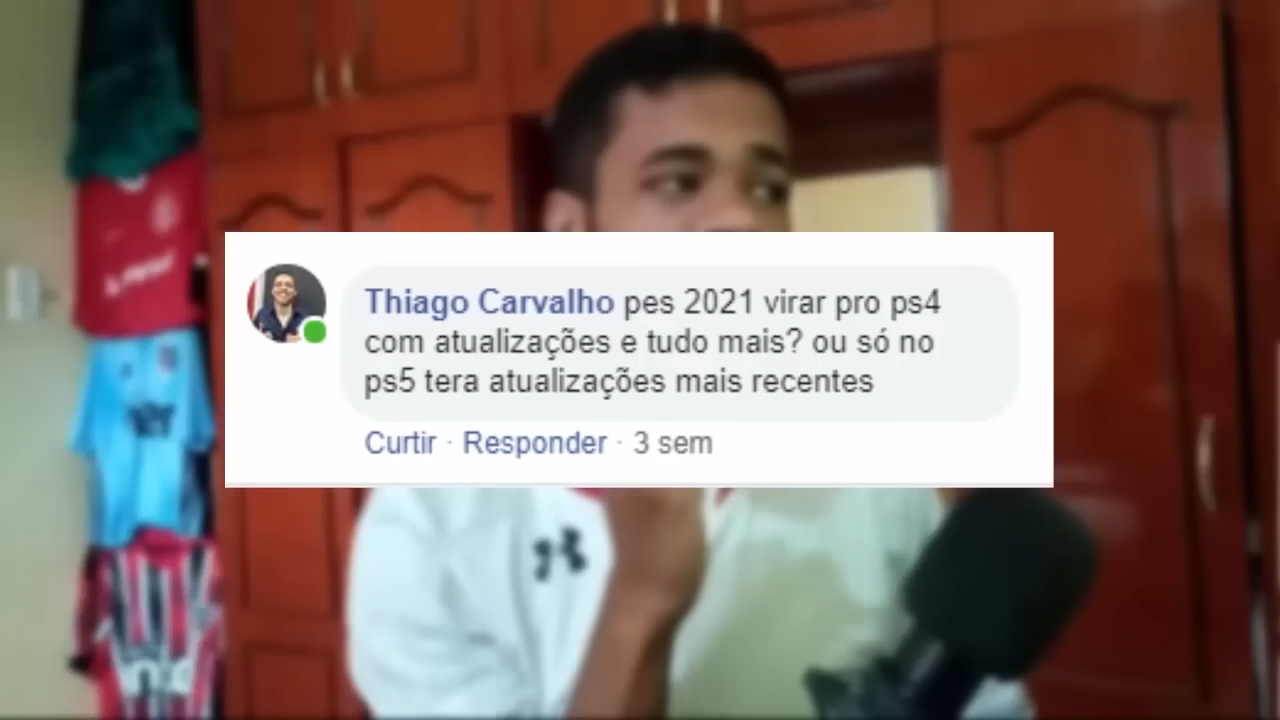 Thiago Carvalho pes 2021 virar pro ps4
com atualizações e tudo mais? ou só no
ps5 tera atualizações mais recentes
Curtir · Responder · 3 sem